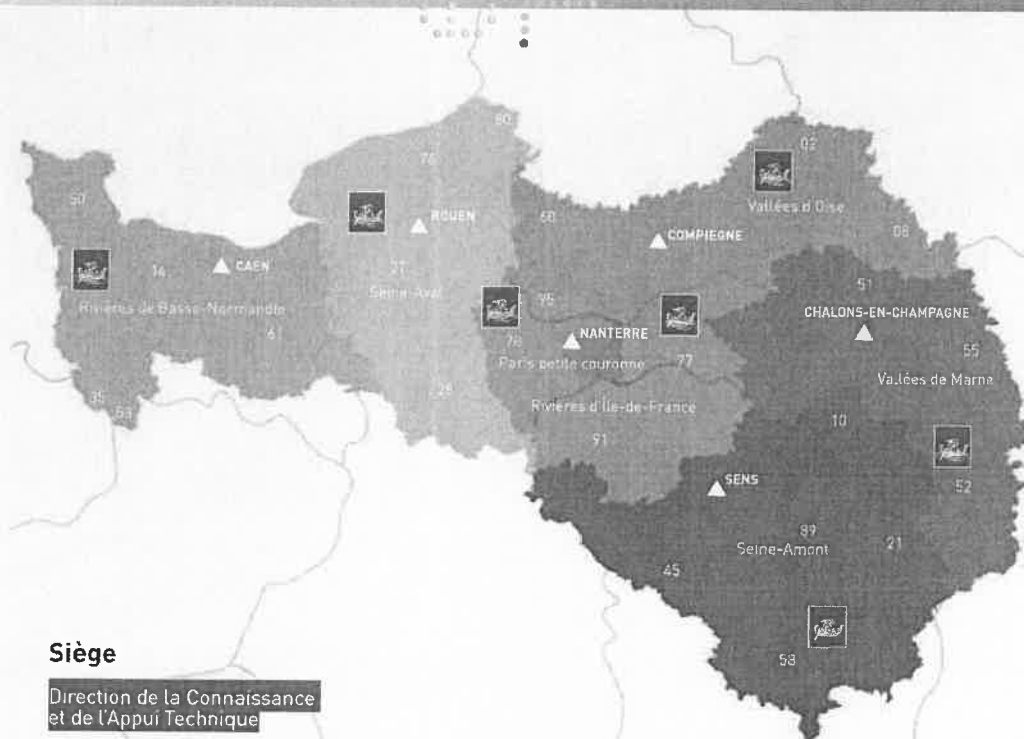 80
02
76
50
ROUEN
60
Vallées d'Oise
COMPIEGNE
08
14
CAEN
27
51
Seine-Aval
95
Rivières de Basse-Normandie
CHALONS-EN-CHAMPAGNE
61
78
NANTERRE
55
Paris petite couronne
77
Vallées de Marne
35
53
28
Rivières d'Île-de-France
10
91
SENS
52
89
Seine-Amont
21
45
58
Siège
Direction de la Connaissance
et de l'Appui Technique